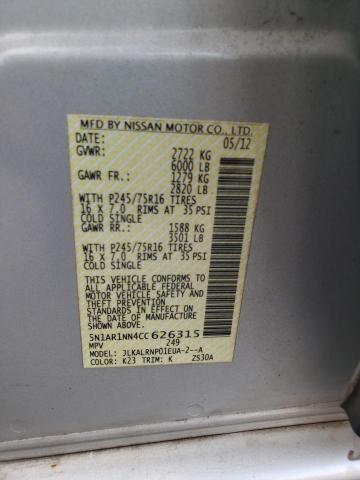 MFD BY NISSAN MOTOR CO., LTD.
DATE: 05/12
GVWR: 2722 KG
6000 LB
GAWR FR.: 1279 KG
2820 LB
WITH P245/75R16 TIRES
16 X 7.0 RIMS AT 35 PSI
COLD SINGLE
GAWR RR.: 1588 KG
3501 LB
WITH P245/75R16 TIRES
16 X 7.0 RIMS AT 35 PSI
COLD SINGLE
THIS VEHICLE CONFORMS TO
ALL APPLICABLE FEDERAL
MOTOR VEHICLE SAFETY AND
THEFT PREVENTION
STANDARDS IN EFFECT ON
THE DATE OF MANUFACTURE
SHOWN ABOVE.
5N1AR1NN4CC626315
MPV 249
MODEL: JLKALRNP01EUA-2--A
COLOR: K23 TRIM: K ZS30A